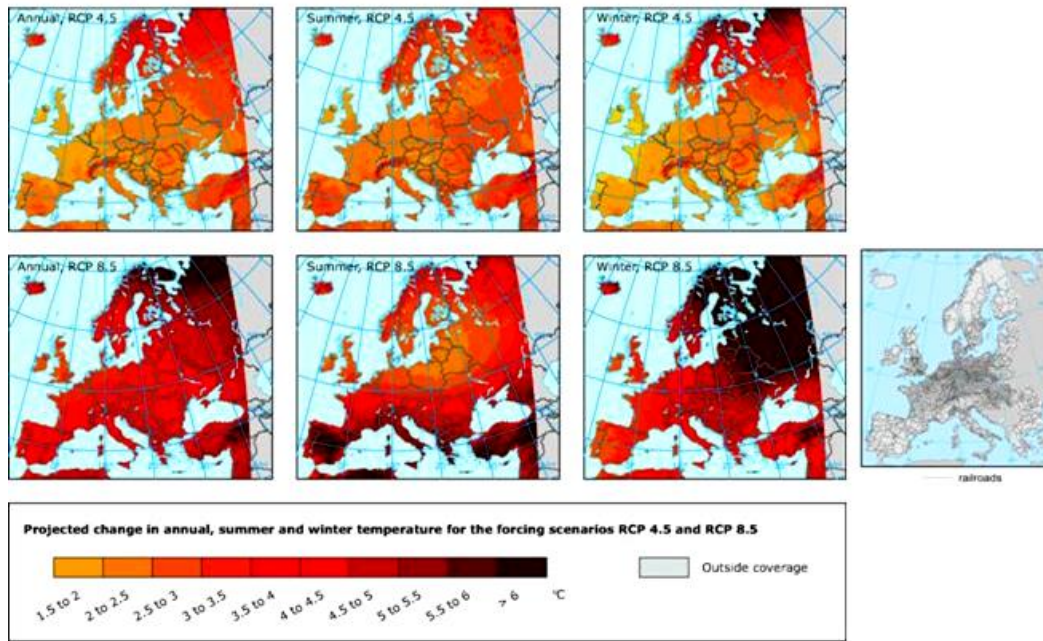 Annual, RCP 4.5
Summer, RCP 4.5
Winter, RCP 4.5
Annual, RCP 8.5
Summer, RCP 8.5
Winter, RCP 8.5
railroads
Projected change in annual, summer and winter temperature for the forcing scenarios RCP 4.5 and RCP 8.5
1.5 to 2
2 to 2.5
2.5 to 3
3 to 3.5
3.5 to 4
4 to 4.5
4.5 to 5
5 to 5.5
5.5 to 6
> 6
°C
Outside coverage